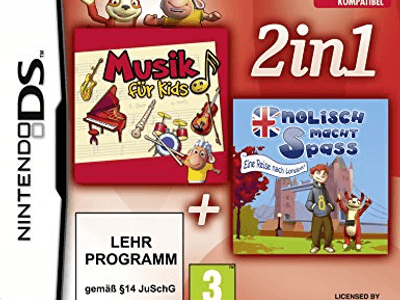 KOMPATIBEL
NINTENDO DS
2in1
Musik
für Kids
Englisch
macht
Spass
Eine Reise nach London!
+
LEHR
PROGRAMM
gemäß §14 JuSchG
3
LICENSED BY